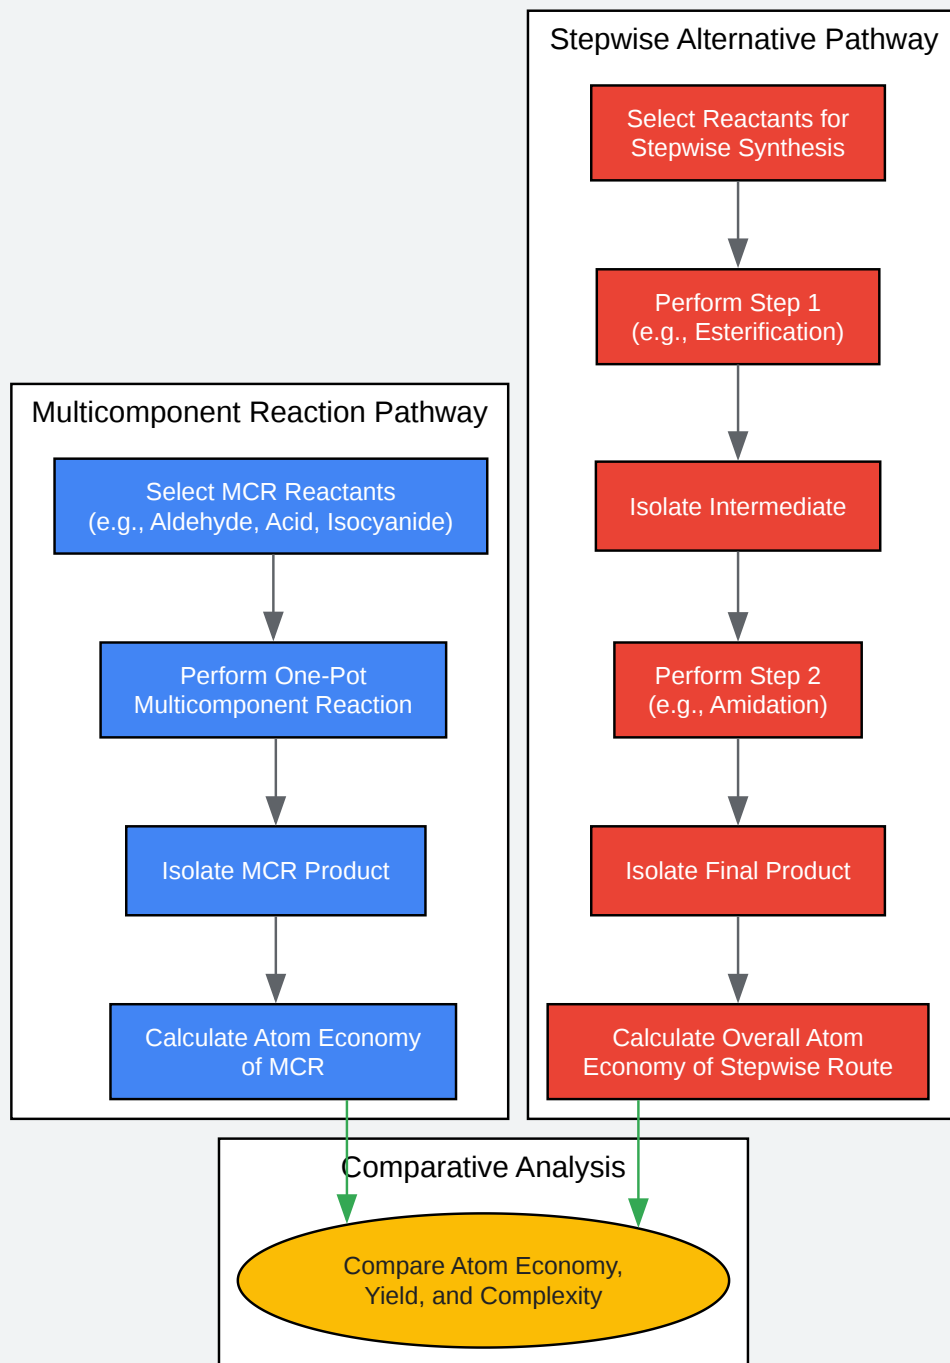 Stepwise Alternative Pathway
Select Reactants for
Stepwise Synthesis
Perform Step 1
(e.g., Esterification)
Isolate Intermediate
Perform Step 2
(e.g., Amidation)
Isolate Final Product
Calculate Overall Atom
Economy of Stepwise Route
Multicomponent Reaction Pathway
Select MCR Reactants
(e.g., Aldehyde, Acid, Isocyanide)
Perform One-Pot
Multicomponent Reaction
Isolate MCR Product
Calculate Atom Economy
of MCR
Comparative Analysis
Compare Atom Economy,
Yield, and Complexity